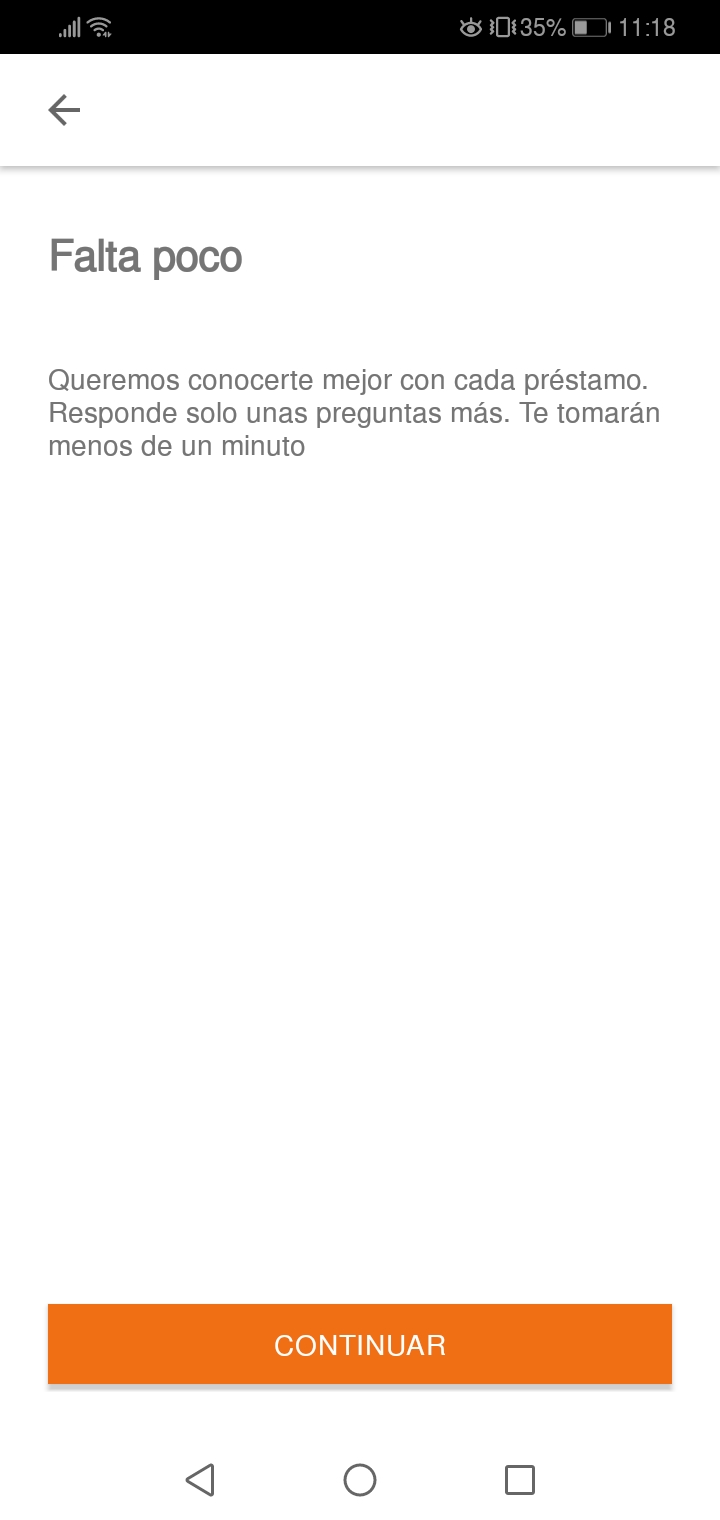 35% 11:18
Falta poco
Queremos conocerte mejor con cada préstamo.
Responde solo unas preguntas más. Te tomarán
menos de un minuto
CONTINUAR